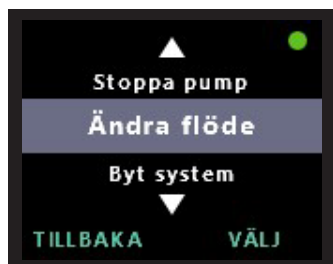 Stoppa pump
Ändra flöde
Byt system
TILLBAKA VÄLJ